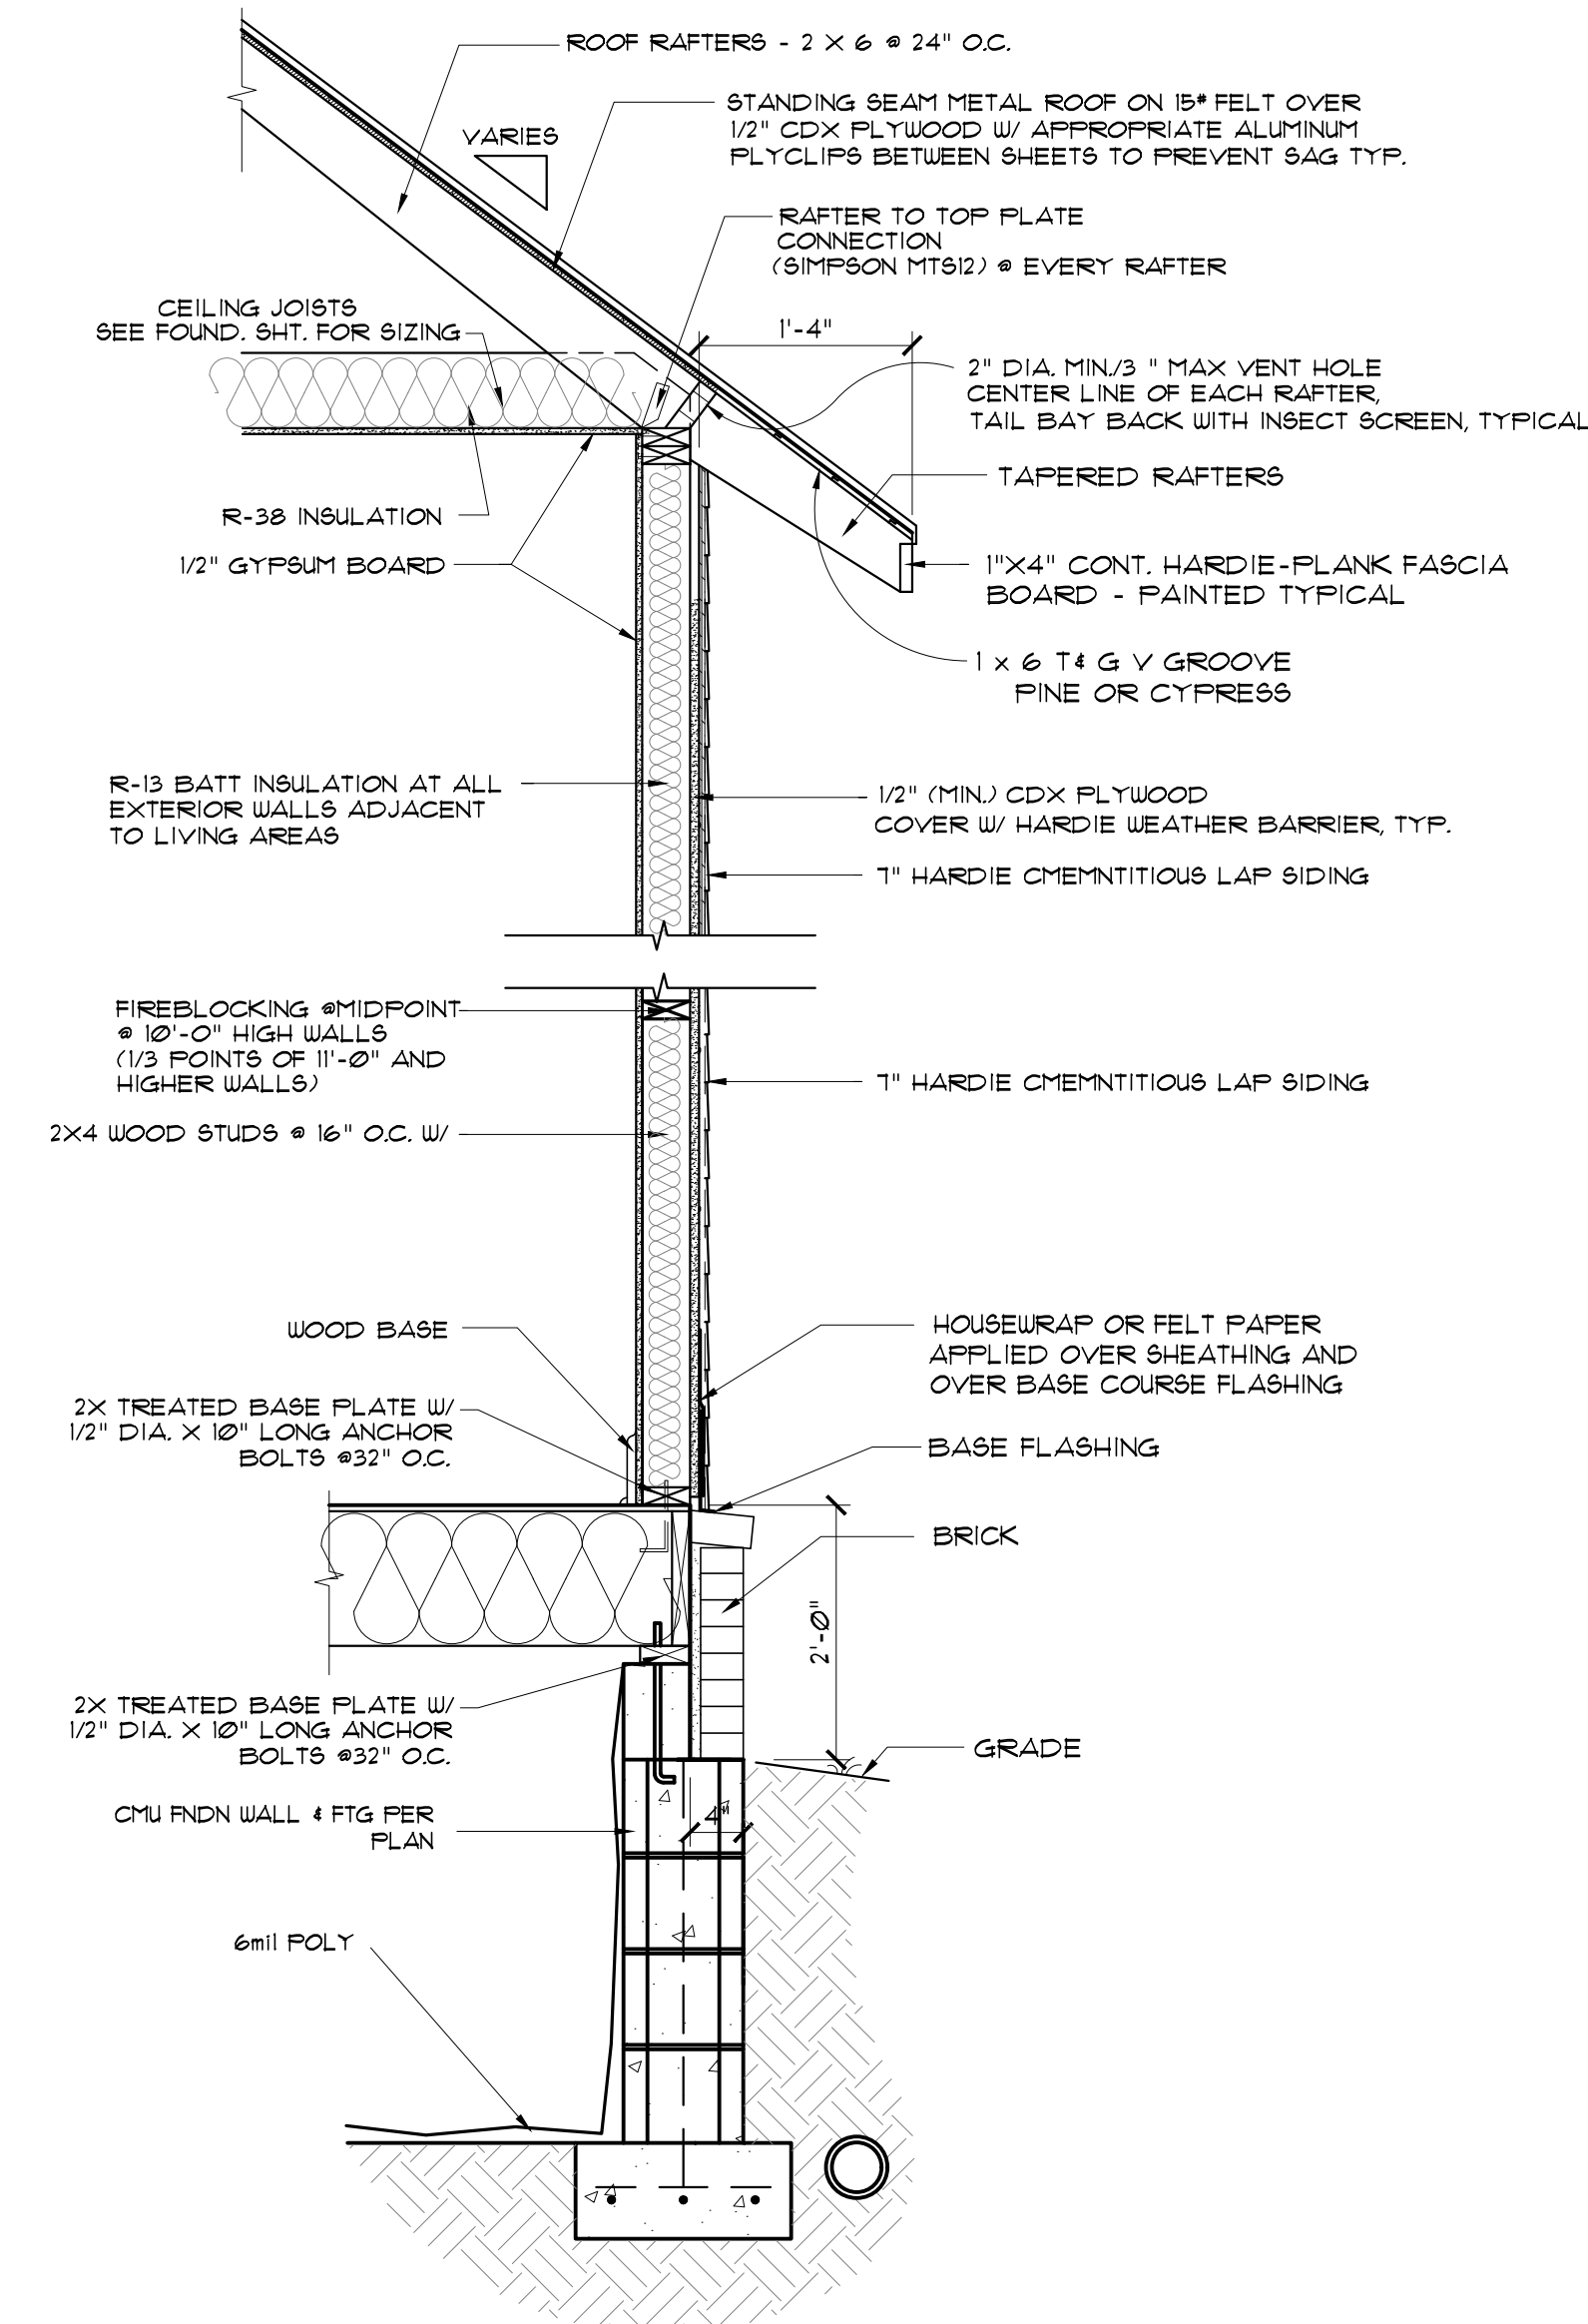 ROOF RAFTERS - 2 X 6 @ 24" O.C.
STANDING SEAM METAL ROOF ON 15# FELT OVER
1/2" CDX PLYWOOD W/ APPROPRIATE ALUMINUM
PLYCLIPS BETWEEN SHEETS TO PREVENT SAG TYP.
VARIES
RAFTER TO TOP PLATE
CONNECTION
(SIMPSON MTS12) @ EVERY RAFTER
CEILING JOISTS
SEE FOUND. SHT. FOR SIZING
1'-4"
2" DIA. MIN./3 " MAX VENT HOLE
CENTER LINE OF EACH RAFTER,
TAIL BAY BACK WITH INSECT SCREEN, TYPICAL
TAPERED RAFTERS
R-38 INSULATION
1/2" GYPSUM BOARD
1"X4" CONT. HARDIE-PLANK FASCIA
BOARD - PAINTED TYPICAL
1 x 6 T& G V GROOVE
PINE OR CYPRESS
R-13 BATT INSULATION AT ALL
EXTERIOR WALLS ADJACENT
TO LIVING AREAS
1/2" (MIN.) CDX PLYWOOD
COVER W/ HARDIE WEATHER BARRIER, TYP.
7" HARDIE CMEMNTITIOUS LAP SIDING
FIREBLOCKING @MIDPOINT
@ 10'-O" HIGH WALLS
(1/3 POINTS OF 11'-0" AND
HIGHER WALLS)
7" HARDIE CMEMNTITIOUS LAP SIDING
2X4 WOOD STUDS @ 16" O.C. W/
WOOD BASE
HOUSEWRAP OR FELT PAPER
APPLIED OVER SHEATHING AND
OVER BASE COURSE FLASHING
2X TREATED BASE PLATE W/
1/2" DIA. X 10" LONG ANCHOR
BOLTS @32" O.C.
BASE FLASHING
BRICK
2'-0"
2X TREATED BASE PLATE W/
1/2" DIA. X 10" LONG ANCHOR
BOLTS @32" O.C.
GRADE
CMU FNDN WALL & FTG PER
PLAN
4"
6mil POLY